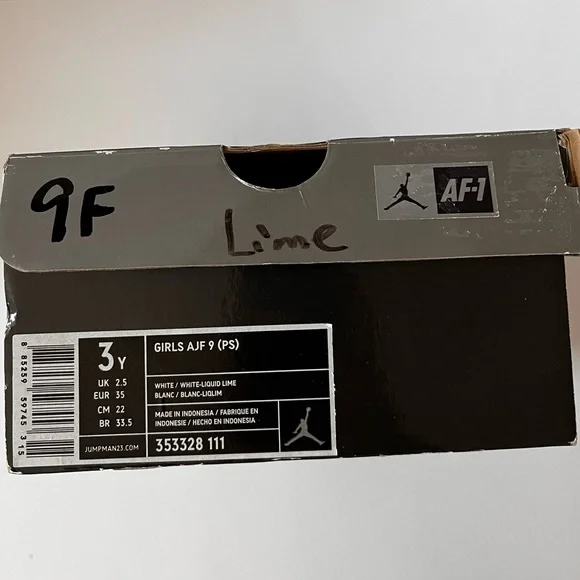 9F
Lime
AF-1
8 85259 59745 3 15
3 Y
UK 2.5
EUR 35
CM 22
BR 33.5
JUMPMAN23.COM
GIRLS AJF 9 (PS)
WHITE / WHITE-LIQUID LIME
BLANC / BLANC-LIQLIM
MADE IN INDONESIA / FABRIQUE EN
INDONESIE / HECHO EN INDONESIA
353328 111